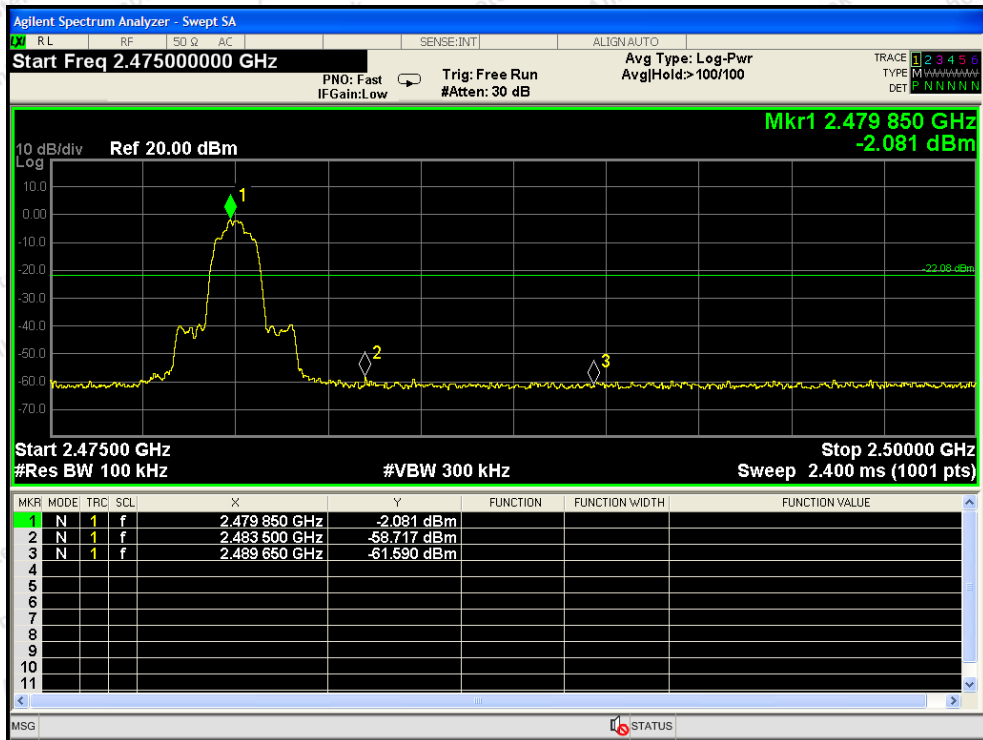 Agilent Spectrum Analyzer - Swept SA
LXI RL RF 50 Ω AC SENSE:INT ALIGNAUTO
Start Freq 2.475000000 GHz
PNO: Fast
IFGain:Low
Trig: Free Run
#Atten: 30 dB
Avg Type: Log-Pwr
Avg|Hold:>100/100
TRACE 1 2 3 4 5 6
TYPE MWWWWW
DET P N N N N N
Mkr1 2.479 850 GHz
-2.081 dBm
10 dB/div Ref 20.00 dBm
Log
10.0
0.00
-10.0
-20.0
-30.0
-40.0
-50.0
-60.0
-70.0
1
-22.08 dBm
2
3
Start 2.47500 GHz Stop 2.50000 GHz
#Res BW 100 kHz #VBW 300 kHz Sweep 2.400 ms (1001 pts)
MKR MODE TRC SCL X Y FUNCTION FUNCTION WIDTH FUNCTION VALUE
1 N 1 f 2.479 850 GHz -2.081 dBm
2 N 1 f 2.483 500 GHz -58.717 dBm
3 N 1 f 2.489 650 GHz -61.590 dBm
4
5
6
7
8
9
10
11
MSG STATUS